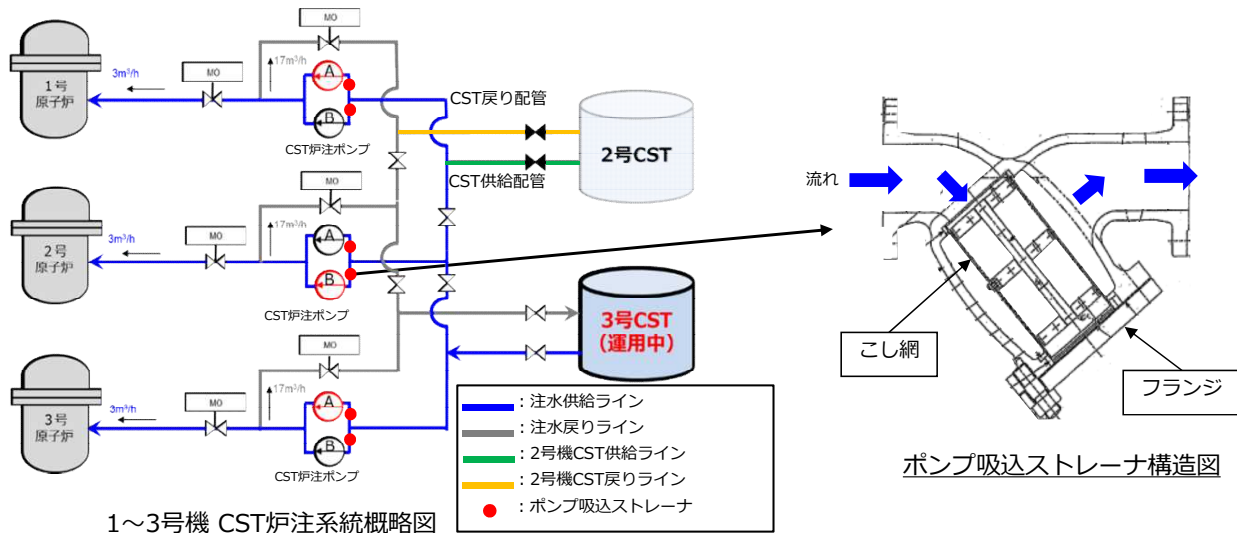 MO
1号
原子炉
3m³/h
MO
17m³/h
A
B
CST炉注ポンプ
CST戻り配管
CST供給配管
2号CST
MO
2号
原子炉
3m³/h
MO
17m³/h
A
B
CST炉注ポンプ
3号CST
(運用中)
MO
3号
原子炉
3m³/h
MO
17m³/h
A
B
CST炉注ポンプ
:注水供給ライン
:注水戻りライン
:2号機CST供給ライン
:2号機CST戻りライン
:ポンプ吸込ストレーナ
1~3号機 CST炉注系統概略図
流れ
こし網
フランジ
ポンプ吸込ストレーナ構造図